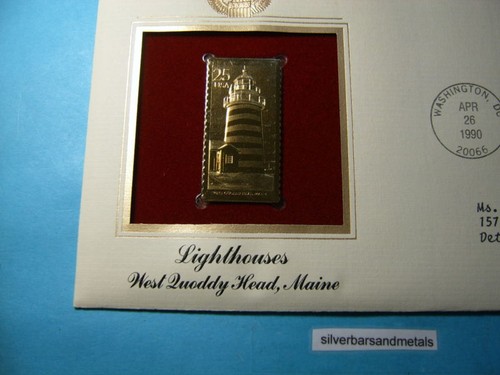 25
USA
WASHINGTON, DC
APR
26
1990
20066
Ms.
157
Det
Lighthouses
West Quoddy Head, Maine
silverbarsandmetals